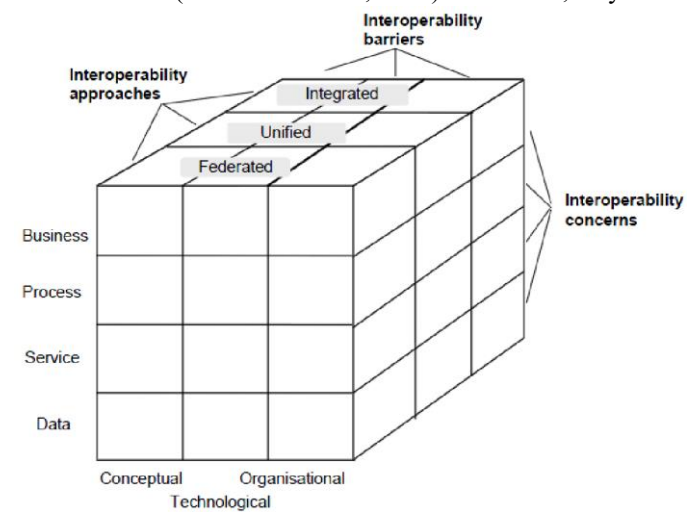 Interoperability
barriers
Interoperability
approaches
Integrated
Unified
Federated
Interoperability
concerns
Business
Process
Service
Data
Conceptual
Organisational
Technological